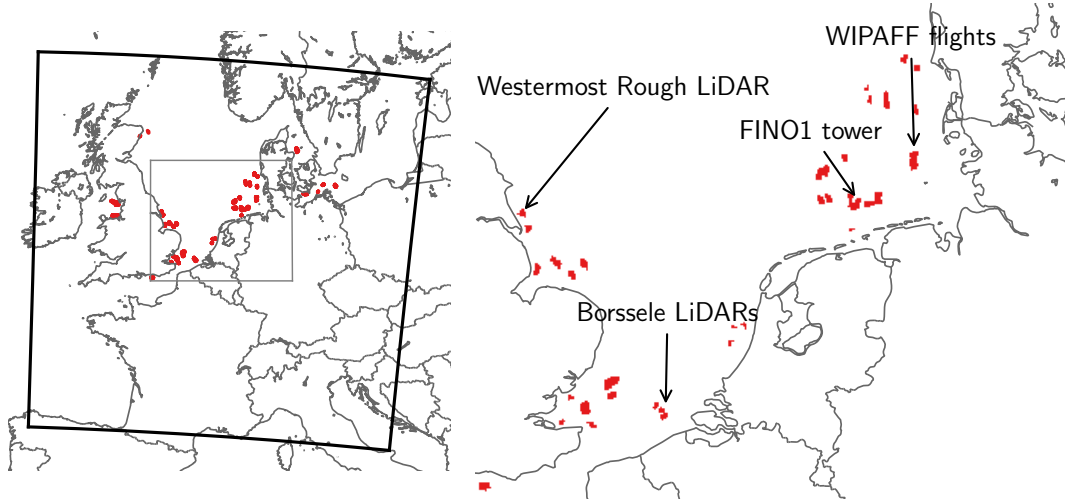 WIPAFF flights
Westermost Rough LiDAR
FINO1 tower
Borssele LiDARs